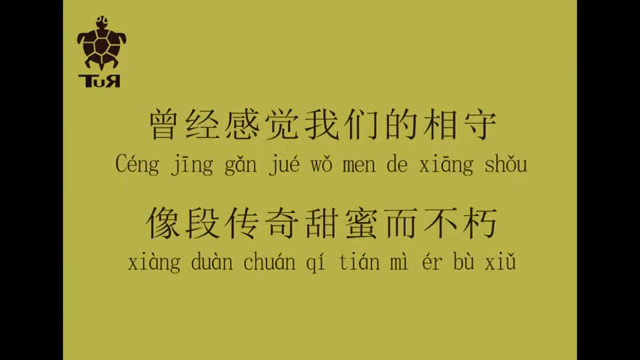 TuЯ
曾经感觉我们的相守
Céng jīng gǎn jué wǒ men de xiāng shǒu
像段传奇甜蜜而不朽
xiàng duàn chuán qí tián mì ér bù xiǔ